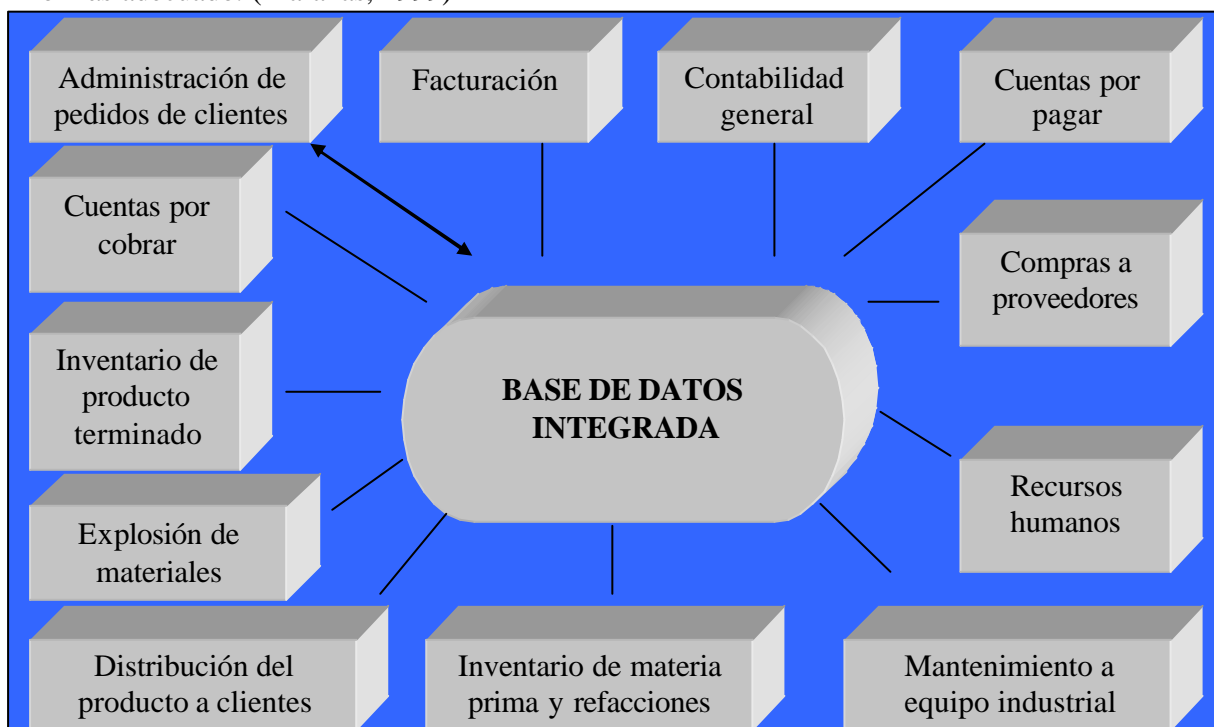 Administración de
pedidos de clientes
Facturación
Contabilidad
general
Cuentas por
pagar
Cuentas por
cobrar
Compras a
proveedores
Inventario de
producto
terminado
BASE DE DATOS
INTEGRADA
Recursos
humanos
Explosión de
materiales
Distribución del
producto a clientes
Inventario de materia
prima y refacciones
Mantenimiento a
equipo industrial